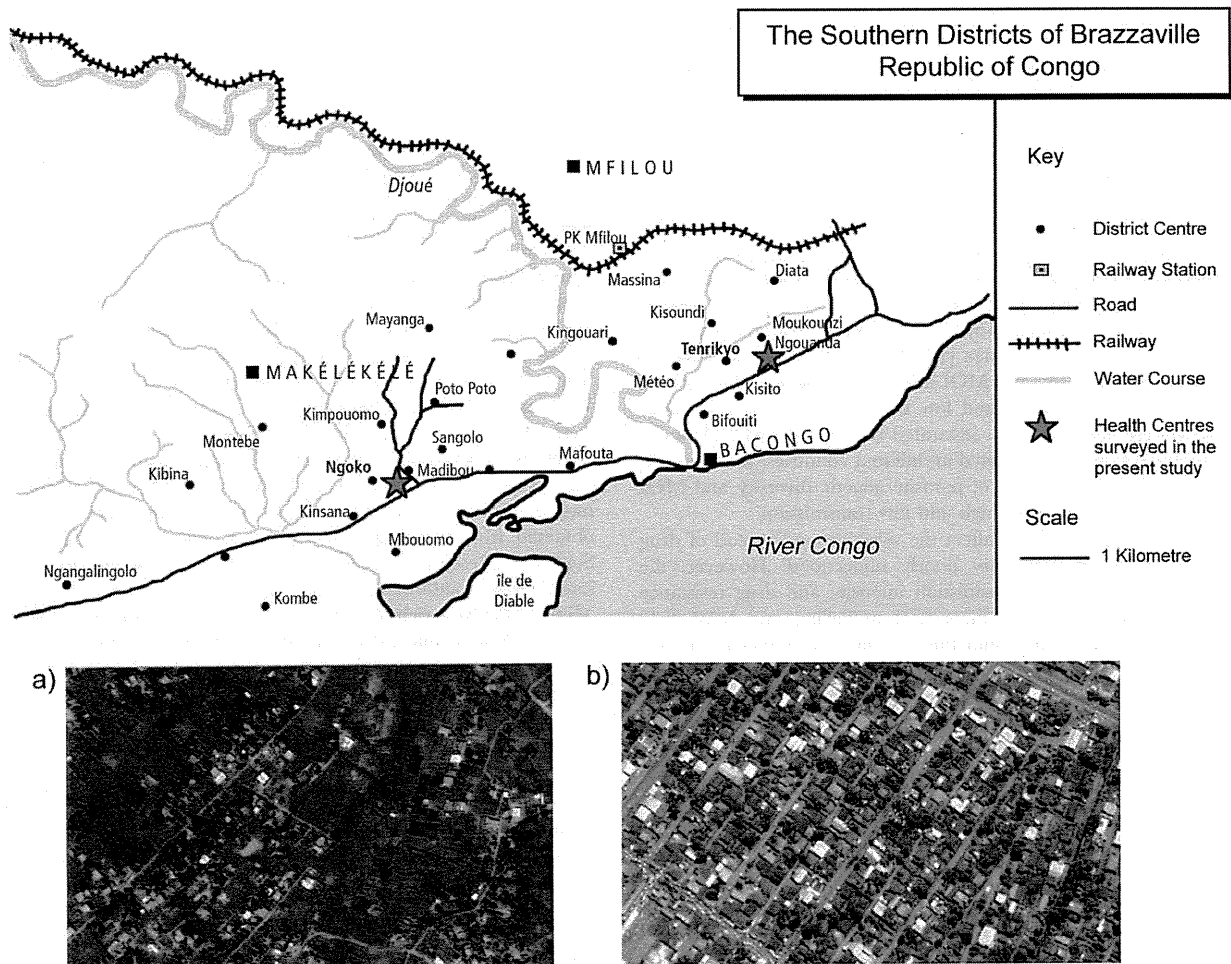 The Southern Districts of Brazzaville
Republic of Congo
Key
District Centre
Railway Station
Road
Railway
Water Course
Health Centres
surveyed in the
present study
Scale
1 Kilometre
MFILOU
Djoué
PK Mfilou
Massina
Diata
Mayanga
Kingouari
Kisoundi
Moukounzi
Ngouanda
Tenrikyo
Météo
MAKÉLÉKÉLÉ
Poto Poto
Kisito
Kimpouomo
Bifouiti
Montebe
Sangolo
BACONGO
Mafouta
Kibina
Ngoko
Madibou
Kinsana
Mbouomo
River Congo
Ngangalingolo
Kombe
île de
Diable
a)
b)